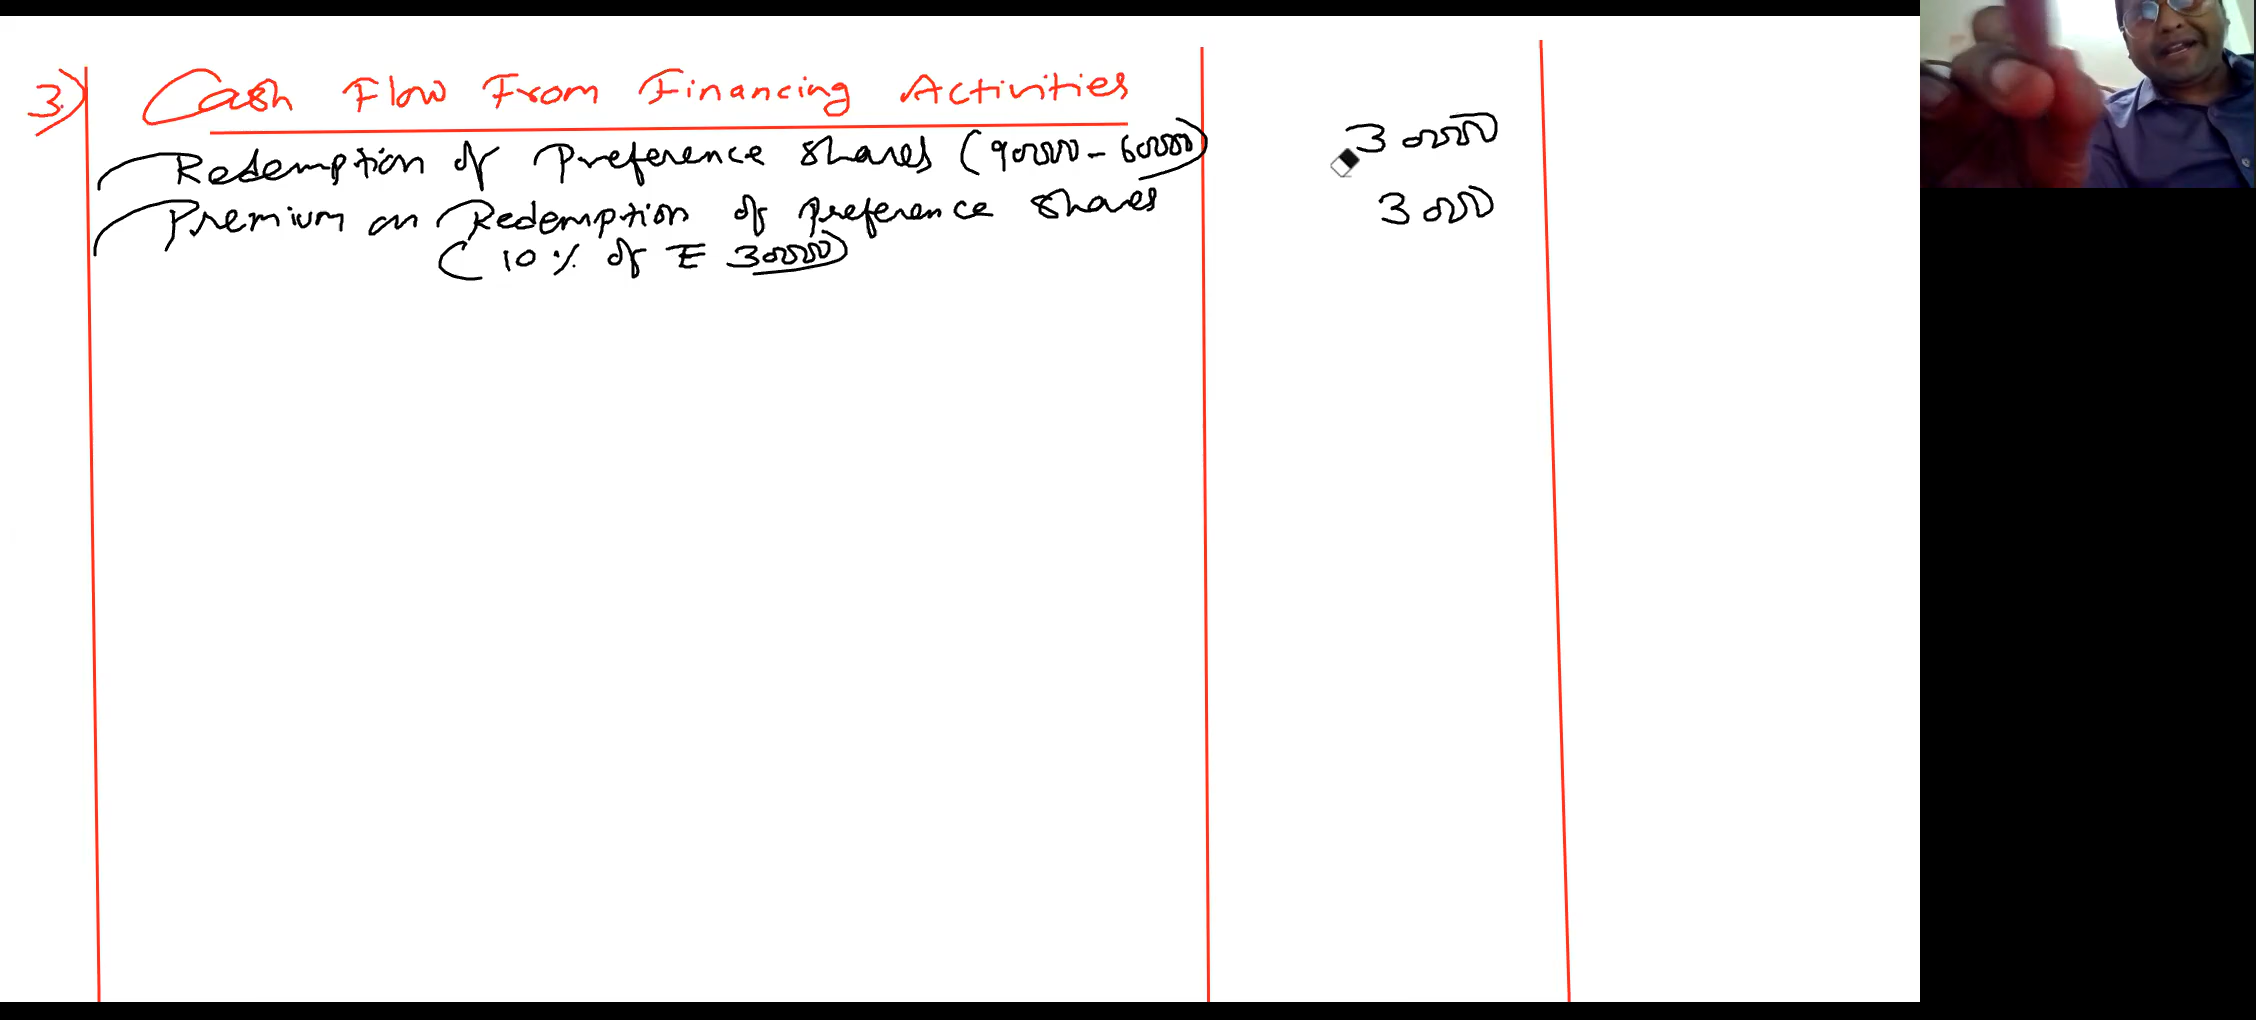 3) Cash Flow From Financing Activities
Redemption of Preference Shares (90000 - 60000) 30000
Premium on Redemption of preference Shares 3000
(10% of ₹ 30000)